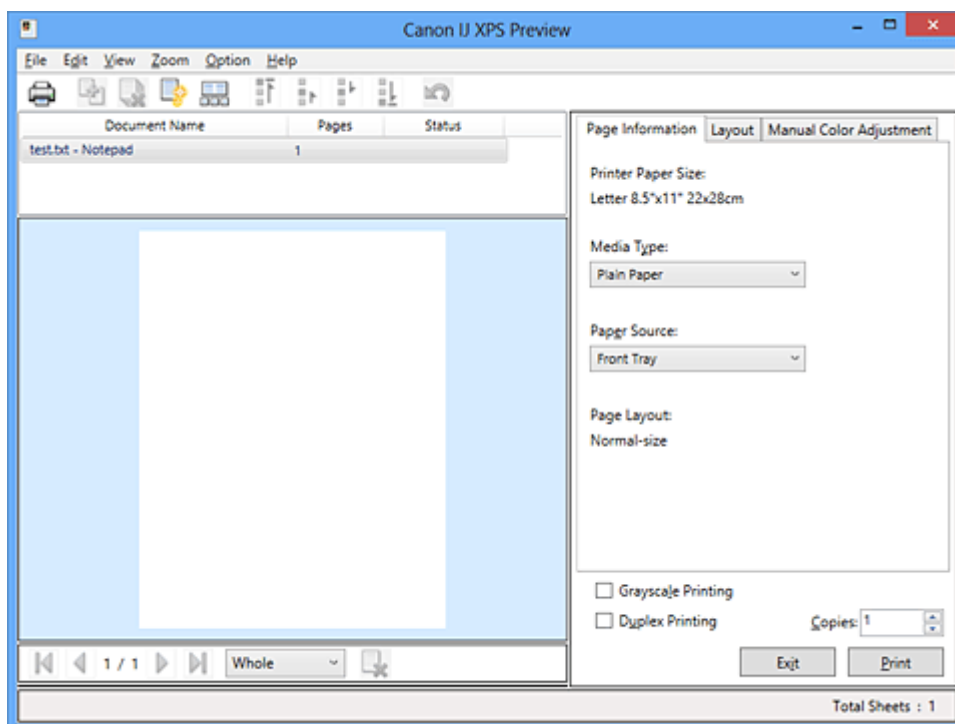 Canon IJ XPS Preview
File Edit View Zoom Option Help
Document Name Pages Status
test.txt - Notepad 1
Page Information Layout Manual Color Adjustment
Printer Paper Size:
Letter 8.5"x11" 22x28cm
Media Type:
Plain Paper
Paper Source:
Front Tray
Page Layout:
Normal-size
Grayscale Printing
Duplex Printing Copies: 1
1 / 1 Whole
Exit Print
Total Sheets : 1